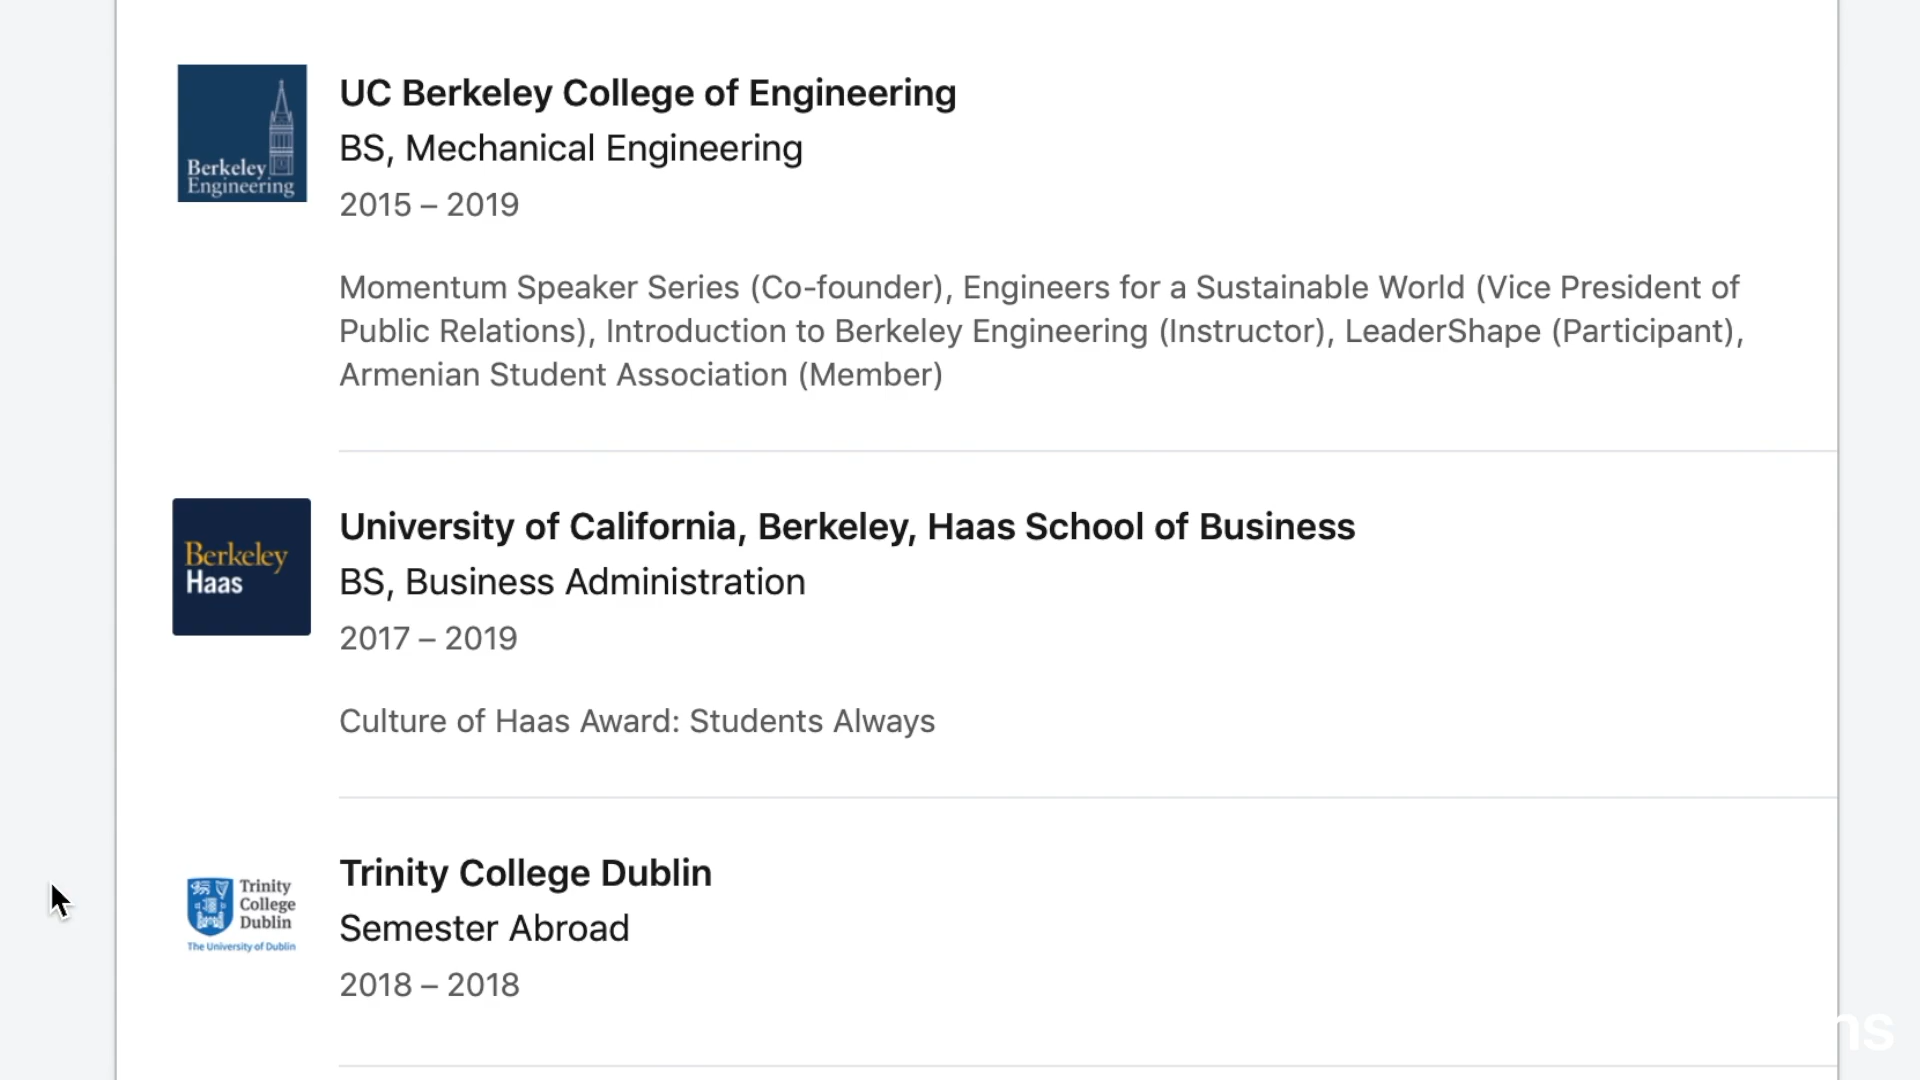 Berkeley
Engineering
UC Berkeley College of Engineering
BS, Mechanical Engineering
2015 – 2019
Momentum Speaker Series (Co-founder), Engineers for a Sustainable World (Vice President of
Public Relations), Introduction to Berkeley Engineering (Instructor), LeaderShape (Participant),
Armenian Student Association (Member)
Berkeley
Haas
University of California, Berkeley, Haas School of Business
BS, Business Administration
2017 – 2019
Culture of Haas Award: Students Always
Trinity
College
Dublin
The University of Dublin
Trinity College Dublin
Semester Abroad
2018 – 2018